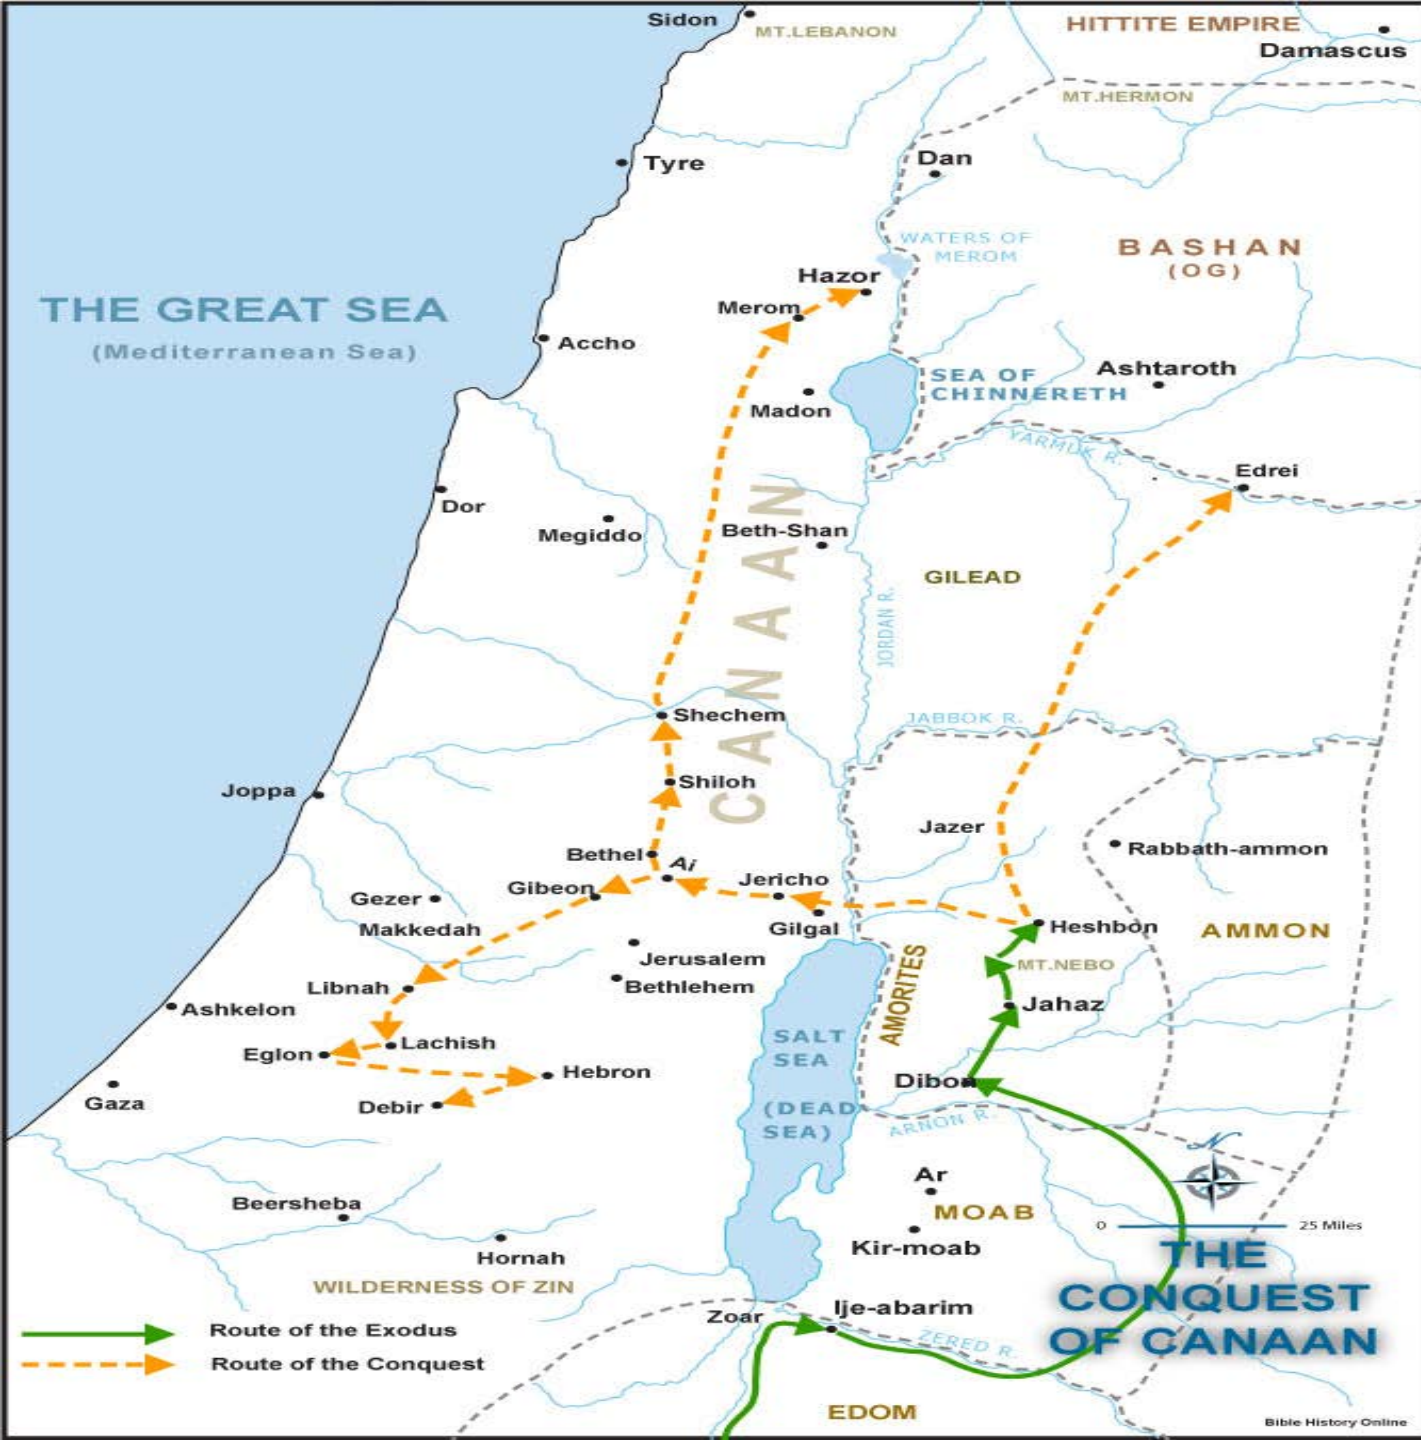 Sidon
MT.LEBANON
HITTITE EMPIRE
Damascus
MT.HERMON
Tyre
Dan
WATERS OF
MEROM
BASHAN
(OG)
Hazor
Merom
THE GREAT SEA
(Mediterranean Sea)
Accho
SEA OF
CHINNERETH
Ashtaroth
Madon
YARMUK R.
Edrei
Dor
Megiddo
Beth-Shan
CANAAN
GILEAD
JORDAN R.
Shechem
JABBOK R.
Shiloh
Joppa
Jazer
Rabbath-ammon
Bethel
Ai
Jericho
Gibeon
Gezer
Makkedah
Gilgal
Heshbon
AMMON
Jerusalem
MT.NEBO
Libnah
Bethlehem
AMORITES
Ashkelon
Jahaz
Lachish
Eglon
SALT
SEA
(DEAD
SEA)
Hebron
Dibon
Gaza
Debir
ARNON R.
N
Ar
MOAB
Beersheba
0
25 Miles
Kir-moab
Hornah
WILDERNESS OF ZIN
THE
CONQUEST
OF CANAAN
Zoar
Ije-abarim
ZERED R.
Route of the Exodus
Route of the Conquest
EDOM
Bible History Online